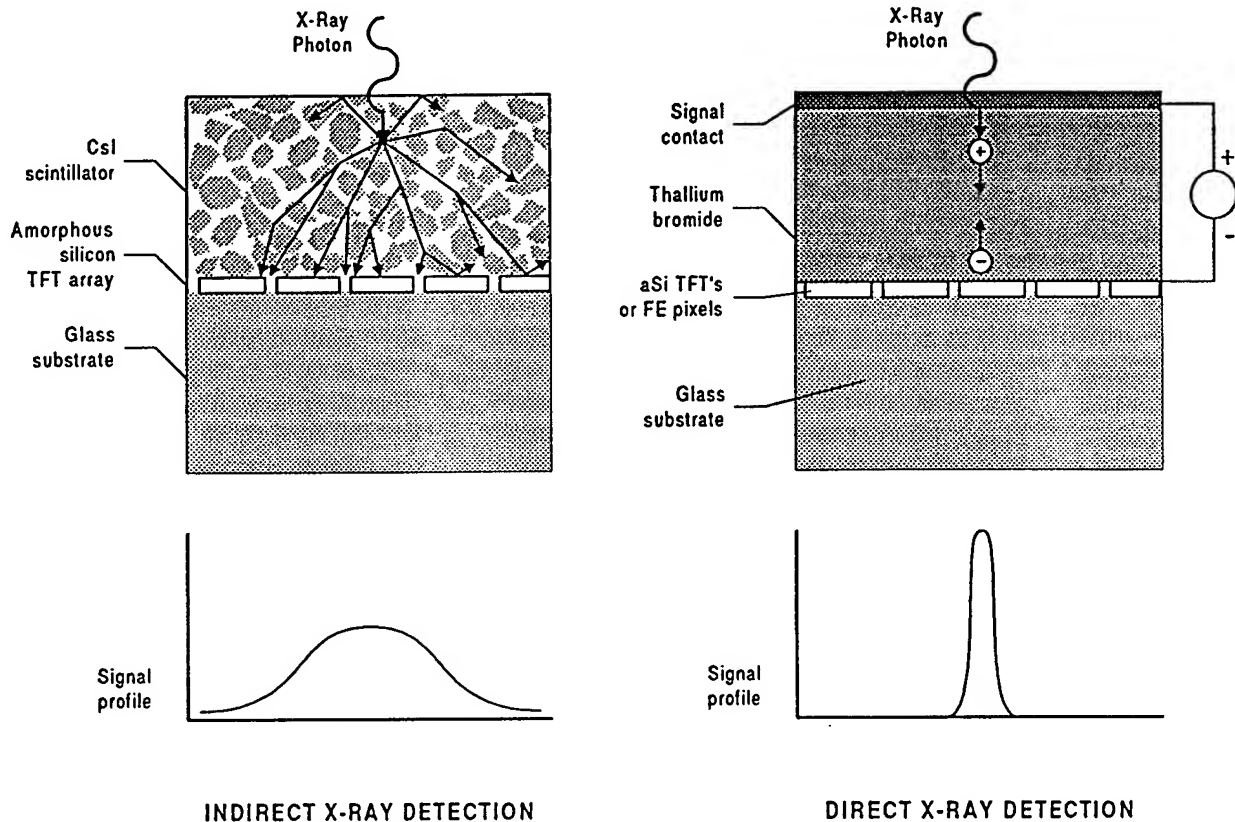 X-Ray
Photon
CsI
scintillator
Amorphous
silicon
TFT array
Glass
substrate
Signal
profile
INDIRECT X-RAY DETECTION
X-Ray
Photon
Signal
contact
+
Thallium
bromide
+
-
−
aSi TFT's
or FE pixels
Glass
substrate
Signal
profile
DIRECT X-RAY DETECTION